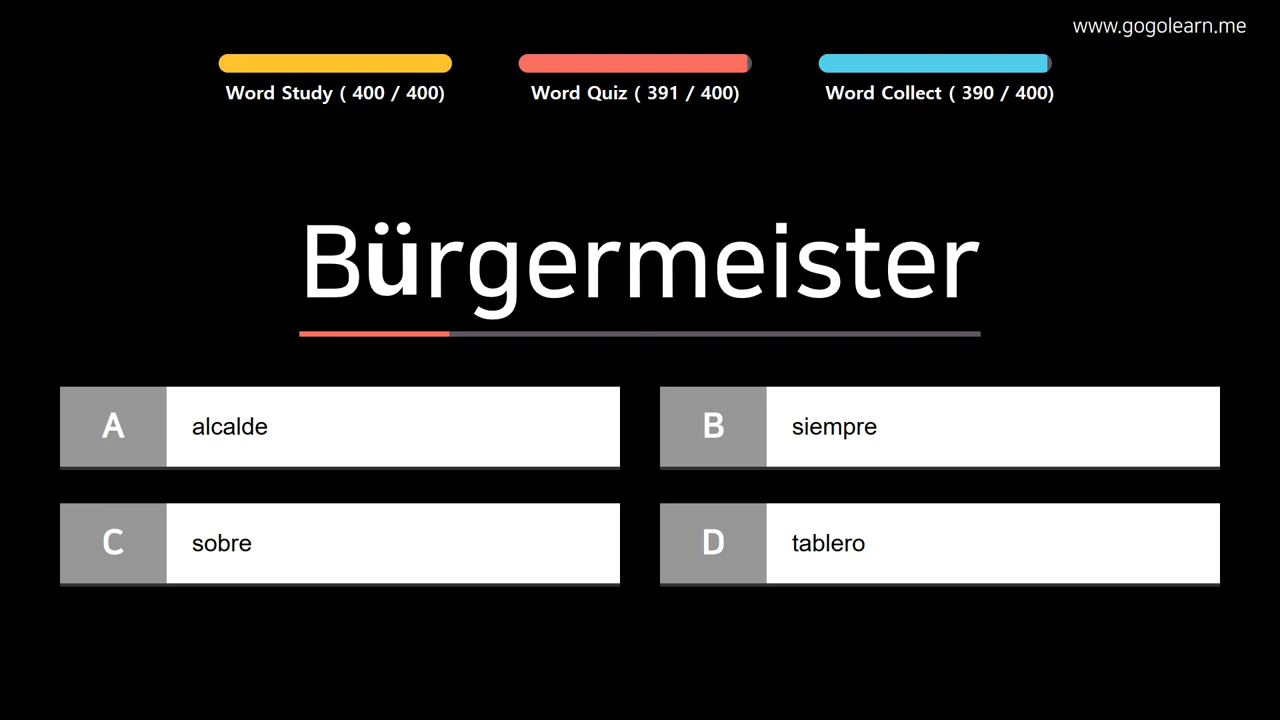 www.gogolearn.me
Word Study ( 400 / 400)
Word Quiz ( 391 / 400)
Word Collect ( 390 / 400)
Bürgermeister
A alcalde
B siempre
C sobre
D tablero